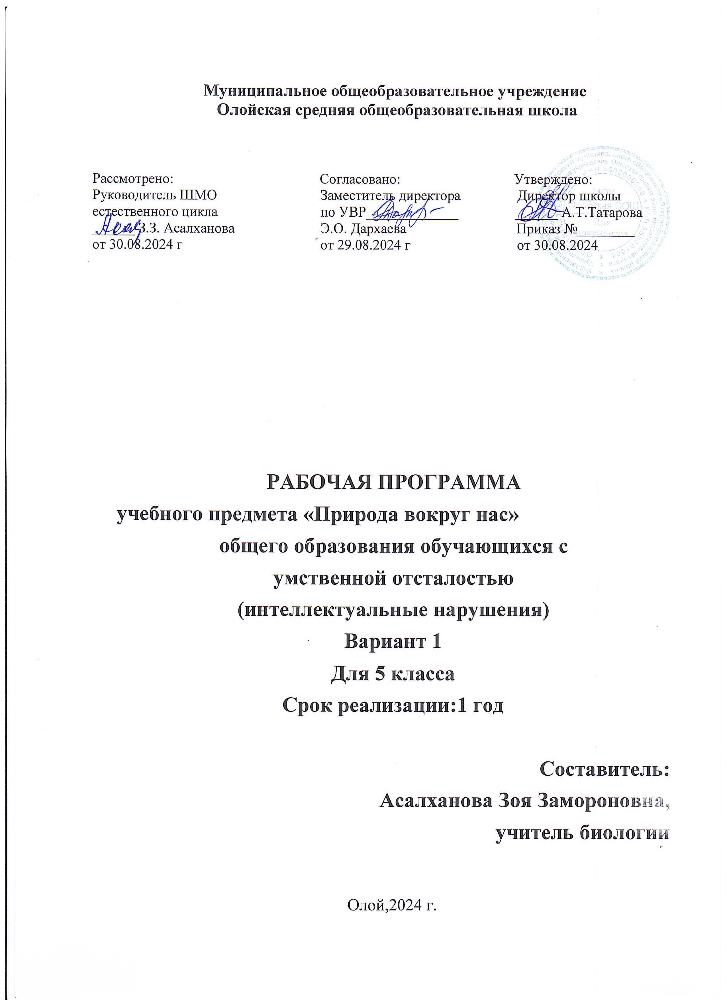 Муниципальное общеобразовательное учреждение
Олойская средняя общеобразовательная школа
Рассмотрено:
Руководитель ШМО
естественного цикла
_______З.З. Асалханова
от 30.08.2024 г
Согласовано:
Заместитель директора
по УВР_____________
Э.О. Дархаева
от 29.08.2024 г
Утверждено:
Директор школы
_______А.Т.Татарова
Приказ №________
от 30.08.2024
МОУ
Олойская СОШ
Для
документов
РАБОЧАЯ ПРОГРАММА
учебного предмета «Природа вокруг нас»
общего образования обучающихся с
умственной отсталостью
(интеллектуальные нарушения)
Вариант 1
Для 5 класса
Срок реализации:1 год
Составитель:
Асалханова Зоя Замороновна,
учитель биологии
Олой,2024 г.